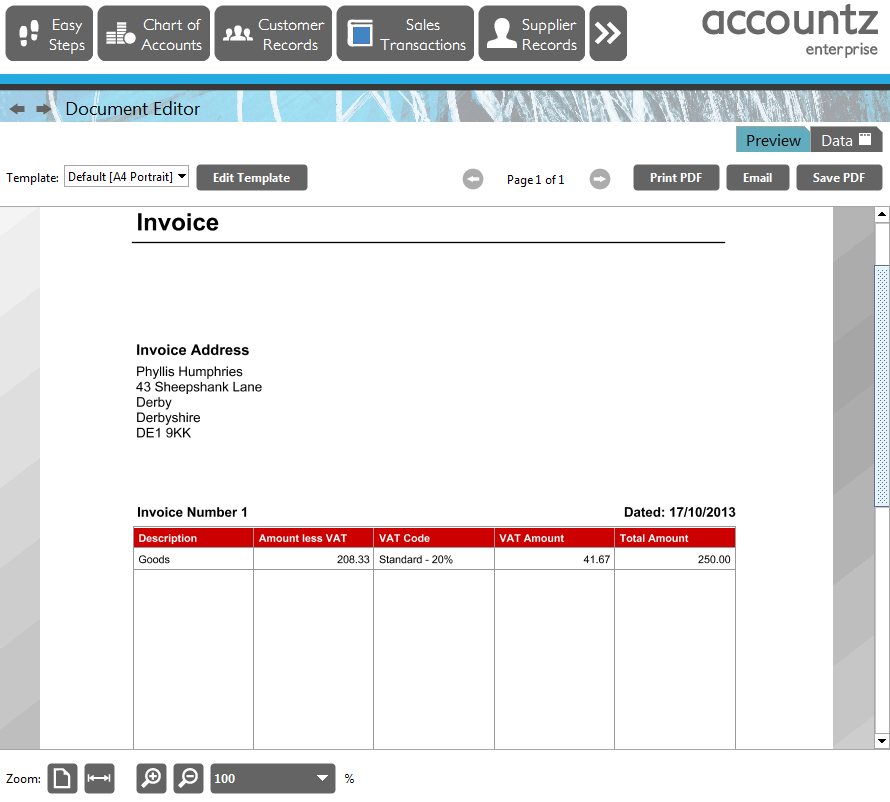 Easy Steps
Chart of Accounts
Customer Records
Sales Transactions
Supplier Records
accountz
enterprise
Document Editor
Preview Data
Template: Default [A4 Portrait] Edit Template Page 1 of 1 Print PDF Email Save PDF
Invoice
Invoice Address
Phyllis Humphries
43 Sheepshank Lane
Derby
Derbyshire
DE1 9KK
Invoice Number 1 Dated: 17/10/2013
Description Amount less VAT VAT Code VAT Amount Total Amount
Goods 208.33 Standard - 20% 41.67 250.00
Zoom: 100 %